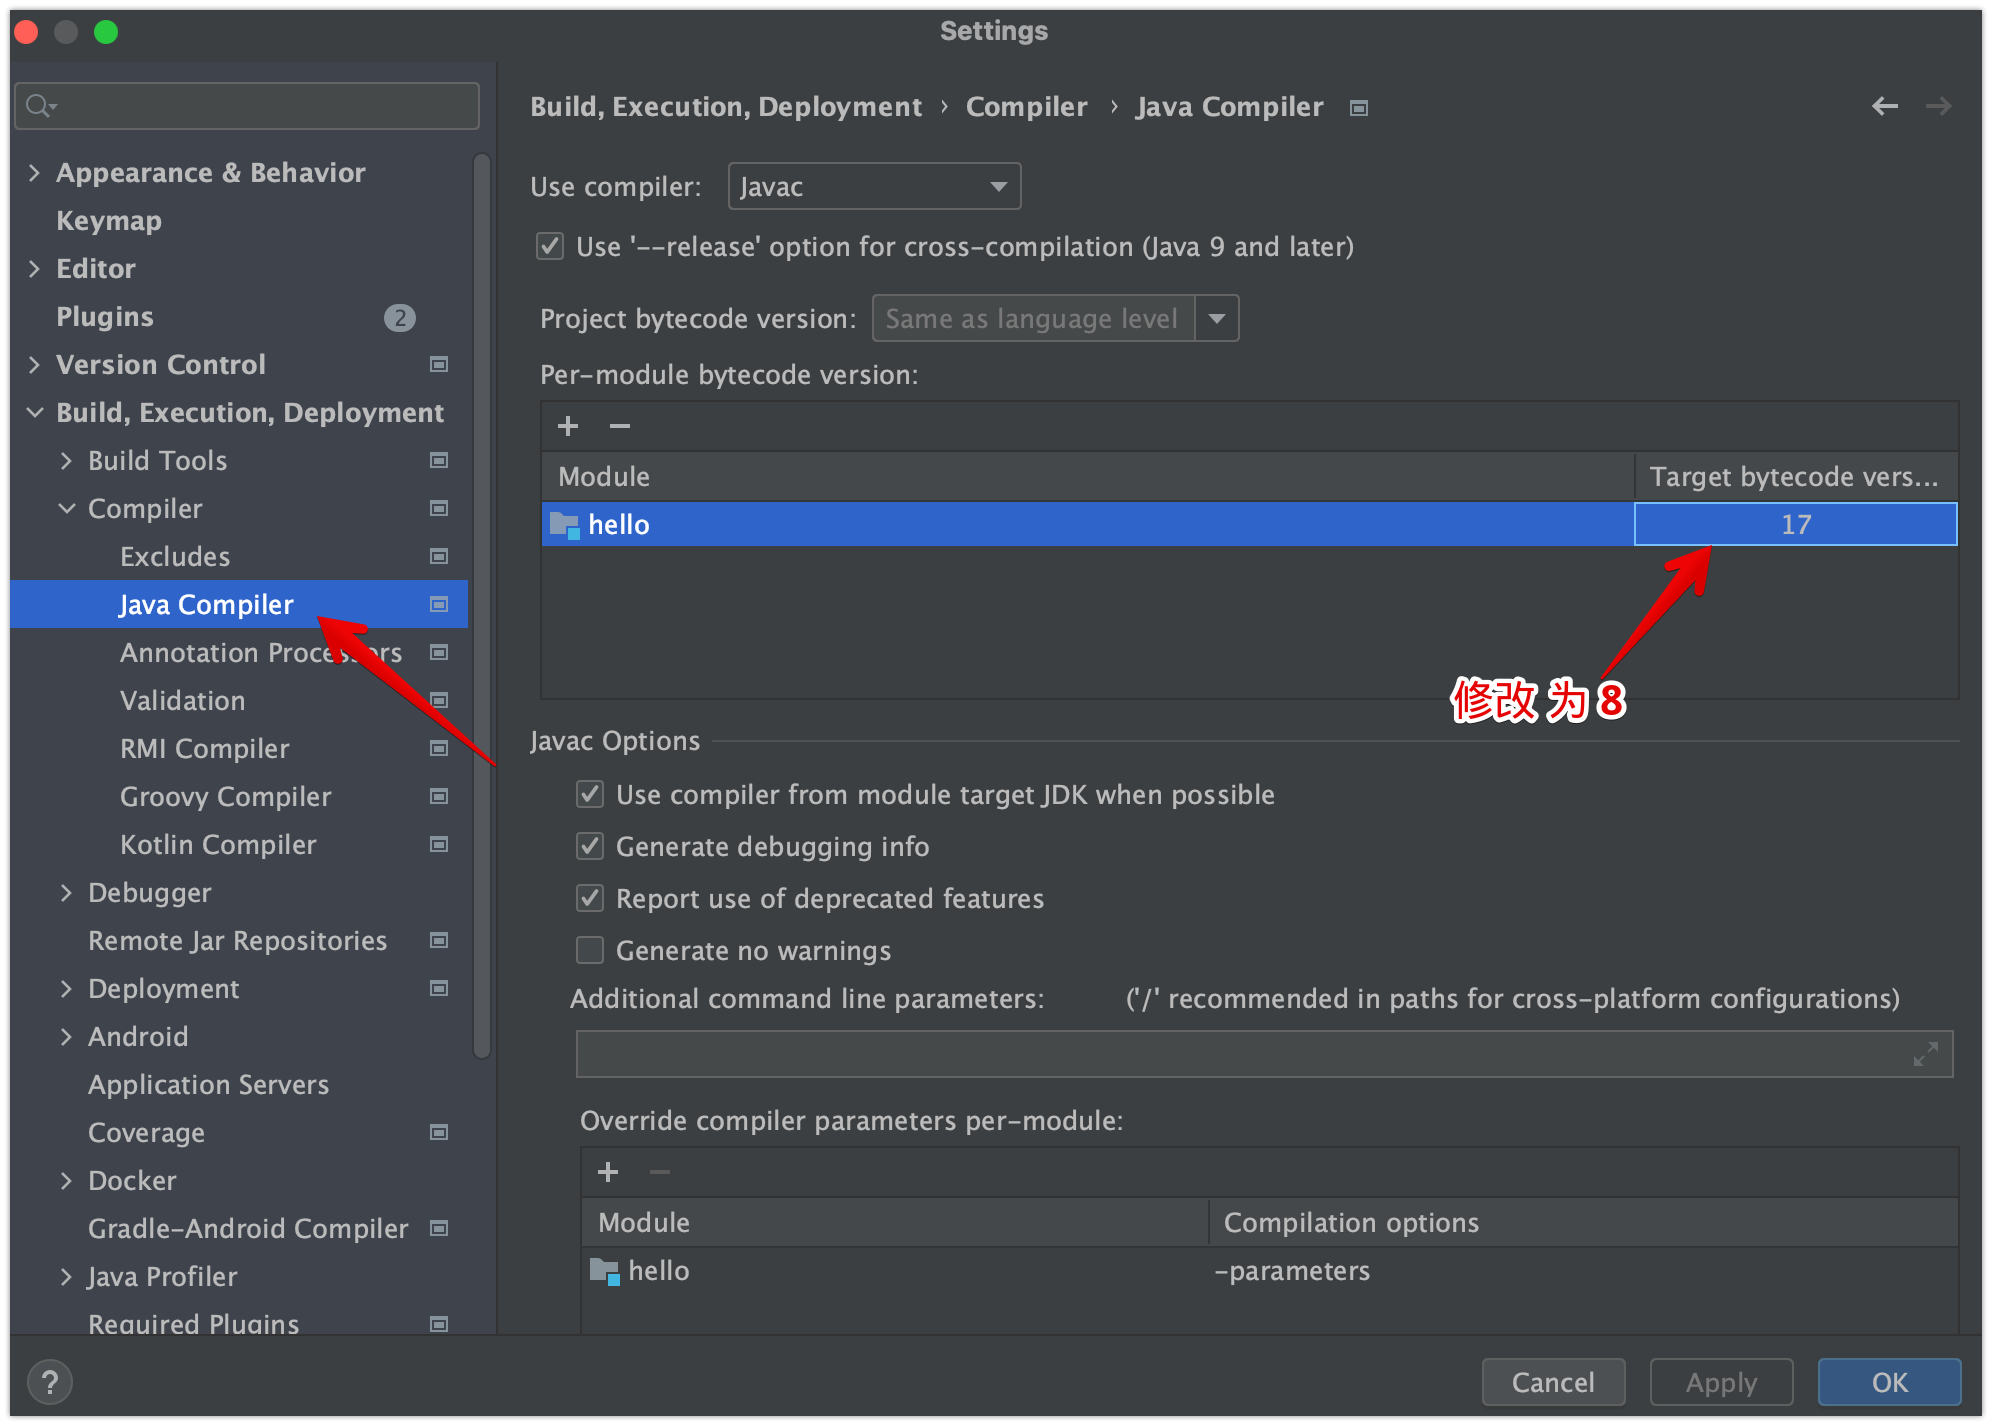 Settings
Appearance & Behavior
Keymap
Editor
Plugins 2
Version Control
Build, Execution, Deployment
Build Tools
Compiler
Excludes
Java Compiler
Annotation Processors
Validation
RMI Compiler
Groovy Compiler
Kotlin Compiler
Debugger
Remote Jar Repositories
Deployment
Android
Application Servers
Coverage
Docker
Gradle-Android Compiler
Java Profiler
Required Plugins
Build, Execution, Deployment › Compiler › Java Compiler
Use compiler: Javac
Use '--release' option for cross-compilation (Java 9 and later)
Project bytecode version: Same as language level
Per-module bytecode version:
+ −
Module Target bytecode vers...
hello 17
修改为 8
Javac Options
Use compiler from module target JDK when possible
Generate debugging info
Report use of deprecated features
Generate no warnings
Additional command line parameters: ('/' recommended in paths for cross-platform configurations)
Override compiler parameters per-module:
+ −
Module Compilation options
hello -parameters
? Cancel Apply OK